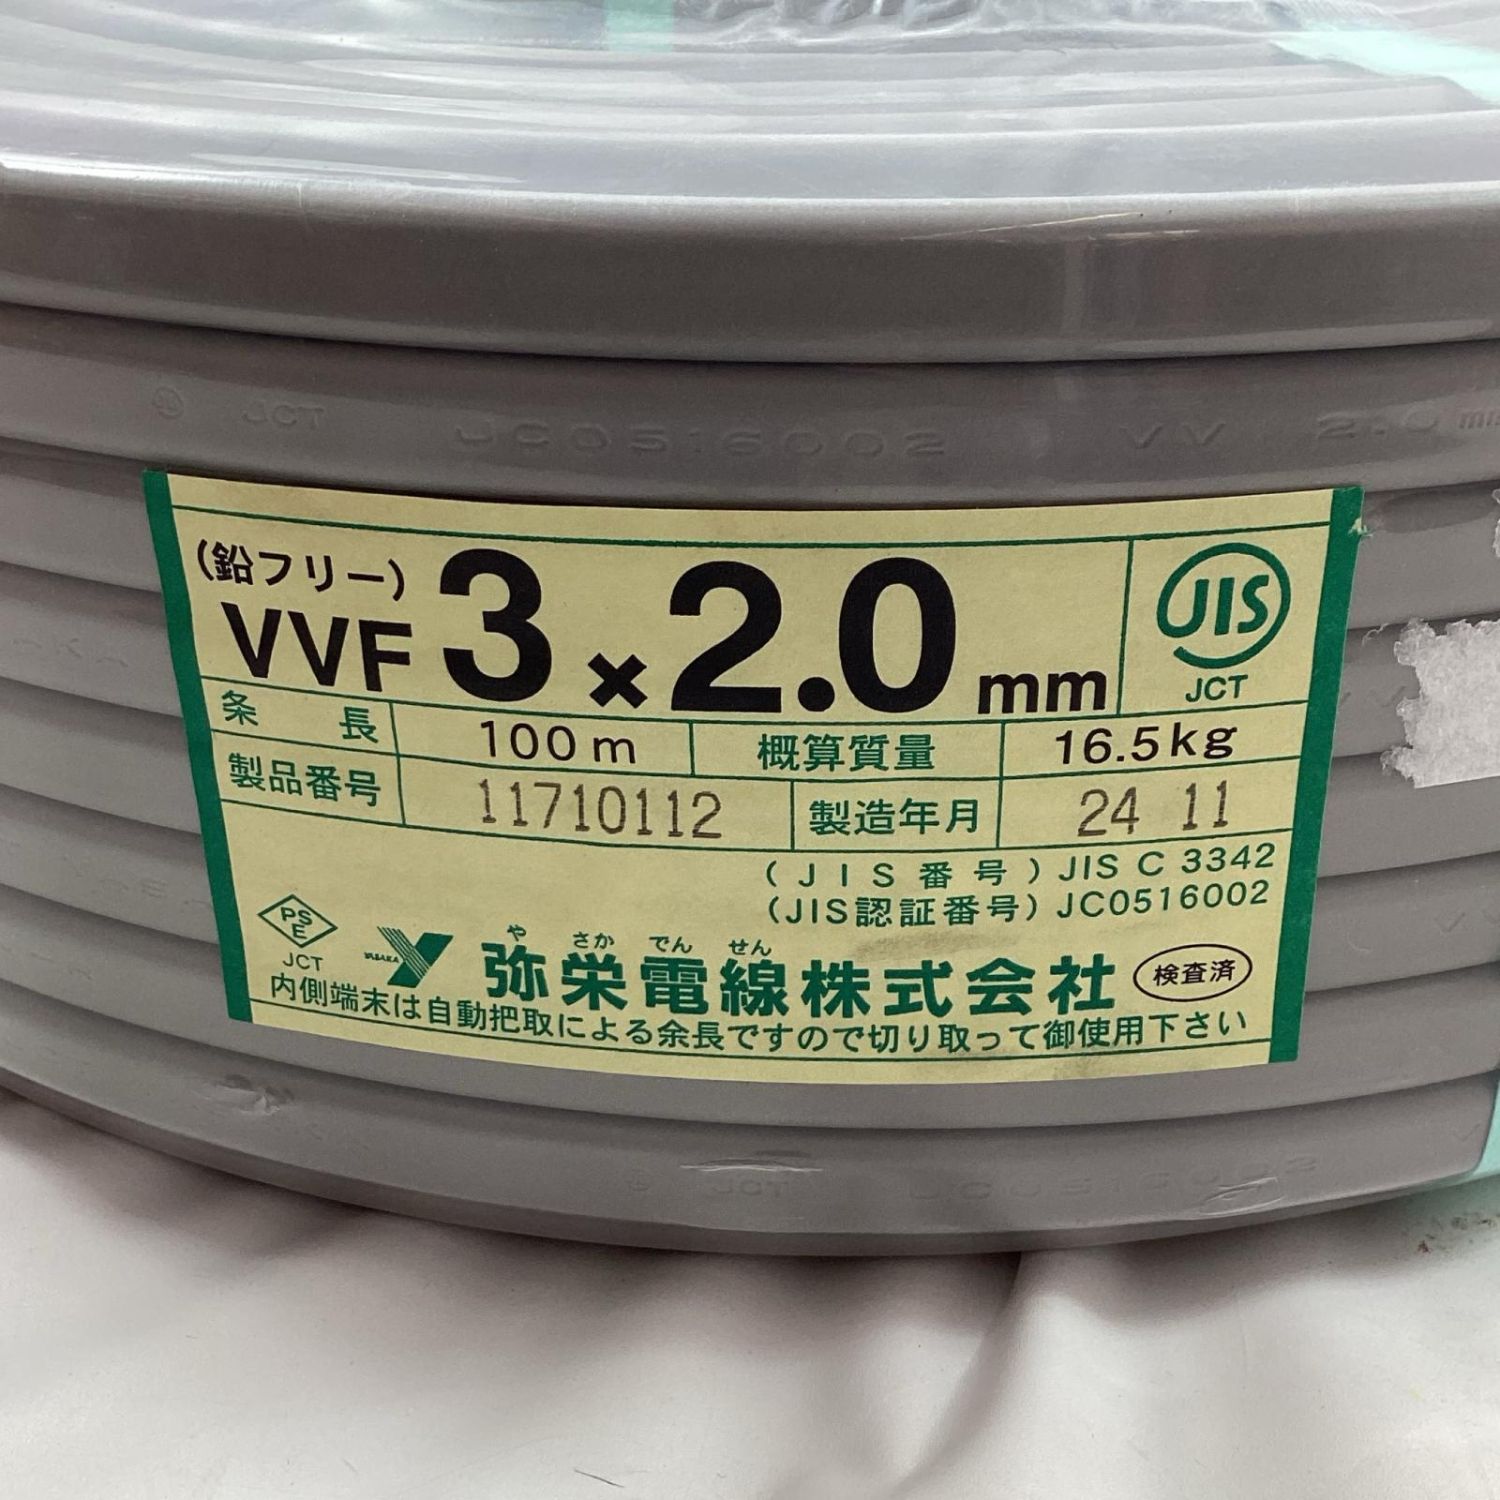 JCT JC0516002 VV 2.0 mm
(鉛フリー)
VVF 3×2.0mm
JIS
JCT
条長 100m 概算質量 16.5kg
製品番号 11710112 製造年月 24 11
(JIS番号) JIS C 3342
(JIS認証番号) JC0516002
PSE
JCT
YASAKA
や さか でん せん
弥栄電線株式会社 検査済
内側端末は自動把取による余長ですので切り取って御使用下さい
JCT